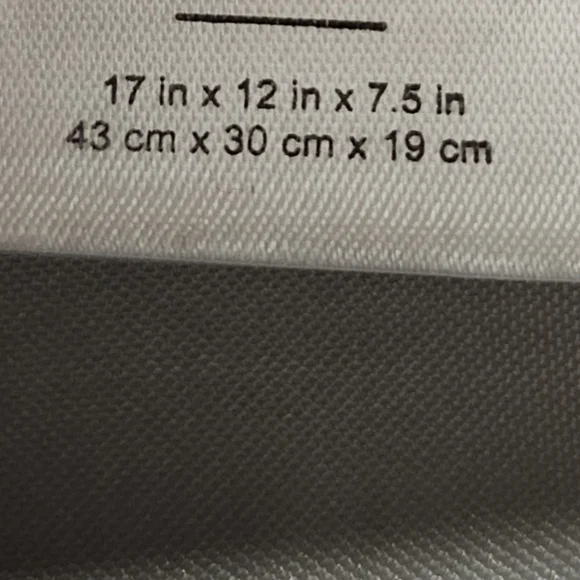 17 in x 12 in x 7.5 in
43 cm x 30 cm x 19 cm